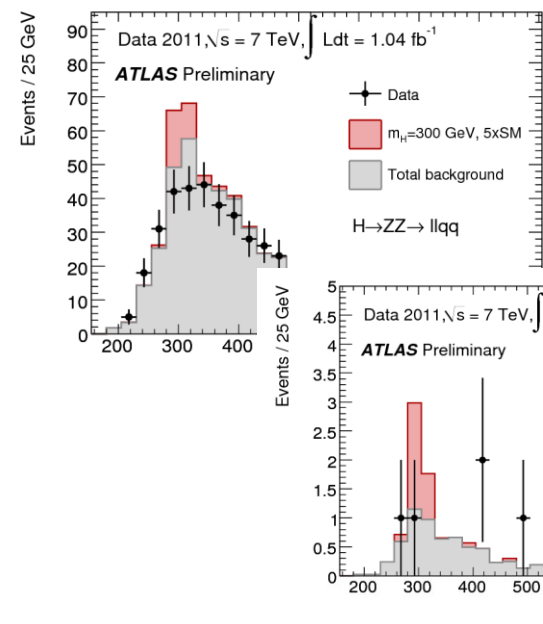 Data 2011, √s = 7 TeV, ∫ Ldt = 1.04 fb⁻¹
ATLAS Preliminary
Events / 25 GeV
90
80
70
60
50
40
30
20
10
0
200 300 400
Data
m_H=300 GeV, 5xSM
Total background
H→ZZ→ llqq
Data 2011, √s = 7 TeV, ∫
ATLAS Preliminary
Events / 25 GeV
5
4.5
4
3.5
3
2.5
2
1.5
1
0.5
0
200 300 400 500